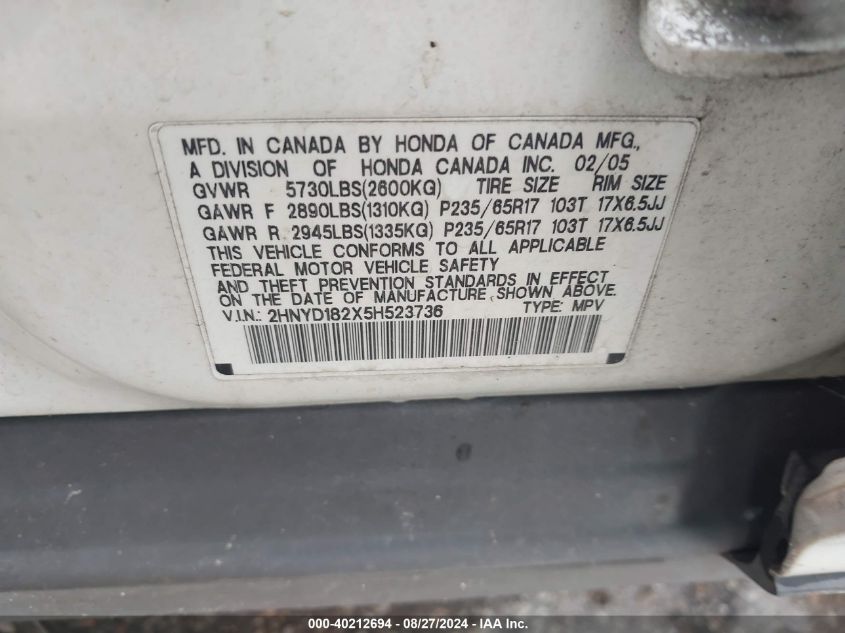 MFD. IN CANADA BY HONDA OF CANADA MFG.,
A DIVISION OF HONDA CANADA INC. 02/05
GVWR 5730LBS(2600KG) TIRE SIZE RIM SIZE
GAWR F 2890LBS(1310KG) P235/65R17 103T 17X6.5JJ
GAWR R 2945LBS(1335KG) P235/65R17 103T 17X6.5JJ
THIS VEHICLE CONFORMS TO ALL APPLICABLE
FEDERAL MOTOR VEHICLE SAFETY
AND THEFT PREVENTION STANDARDS IN EFFECT
ON THE DATE OF MANUFACTURE SHOWN ABOVE.
V.I.N.: 2HNYD182X5H523736 TYPE: MPV
000-40212694 - 08/27/2024 - IAA Inc.